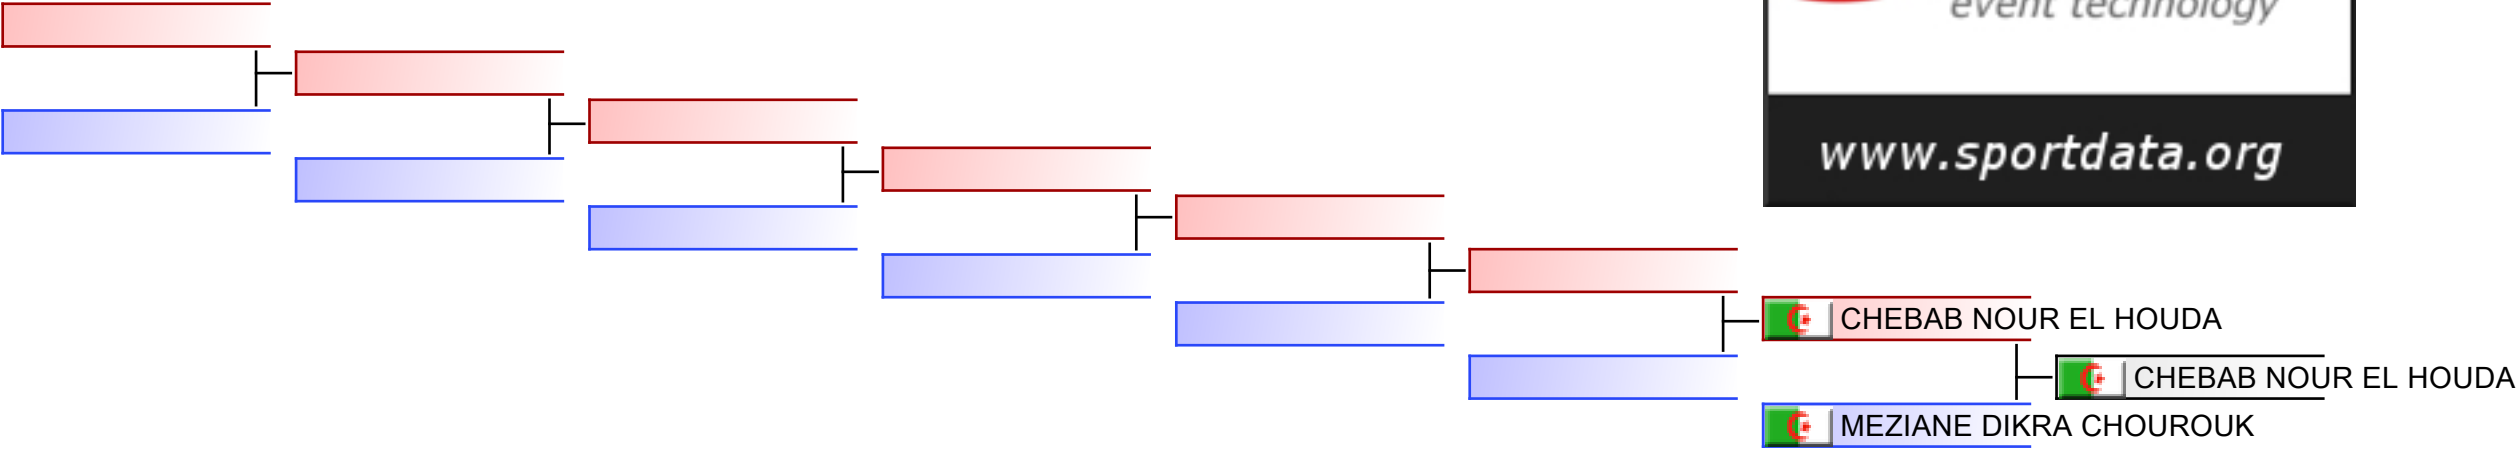 event technology
www.sportdata.org
CHEBAB NOUR EL HOUDA
CHEBAB NOUR EL HOUDA
MEZIANE DIKRA CHOUROUK